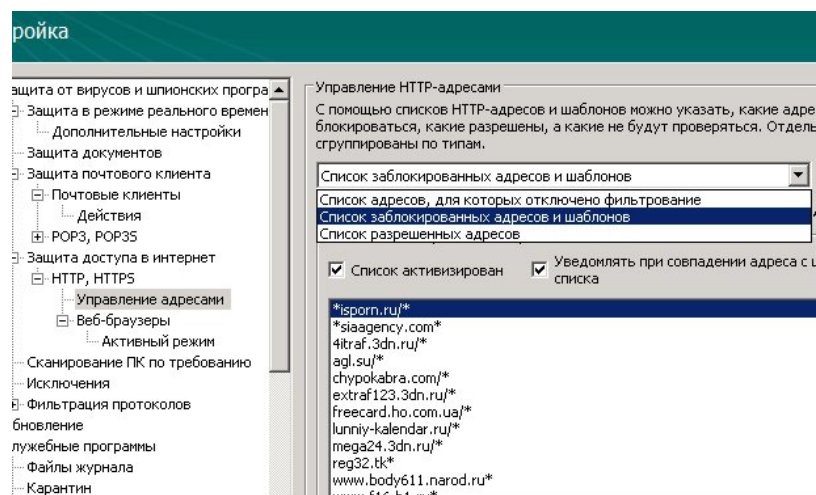 ройка
ащита от вирусов и шпионских програ
Защита в режиме реального времен
Дополнительные настройки
Защита документов
Защита почтового клиента
Почтовые клиенты
Действия
POP3, POP3S
Защита доступа в интернет
HTTP, HTTPS
Управление адресами
Веб-браузеры
Активный режим
Сканирование ПК по требованию
Исключения
Фильтрация протоколов
бновление
лужебные программы
Файлы журнала
Карантин
Управление HTTP-адресами
С помощью списков HTTP-адресов и шаблонов можно указать, какие адре
блокироваться, какие разрешены, а какие не будут проверяться. Отдель
сгруппированы по типам.
Список заблокированных адресов и шаблонов
Список адресов, для которых отключено фильтрование
Список заблокированных адресов и шаблонов
Список разрешенных адресов
Список активизирован
Уведомлять при совпадении адреса с
списка
*isporn.ru/*
*siaagency.com*
4itraf.3dn.ru/*
agl.su/*
chypokabra.com/*
extraf123.3dn.ru/*
freecard.ho.com.ua/*
lunniy-kalendar.ru/*
mega24.3dn.ru/*
reg32.tk*
www.body611.narod.ru*